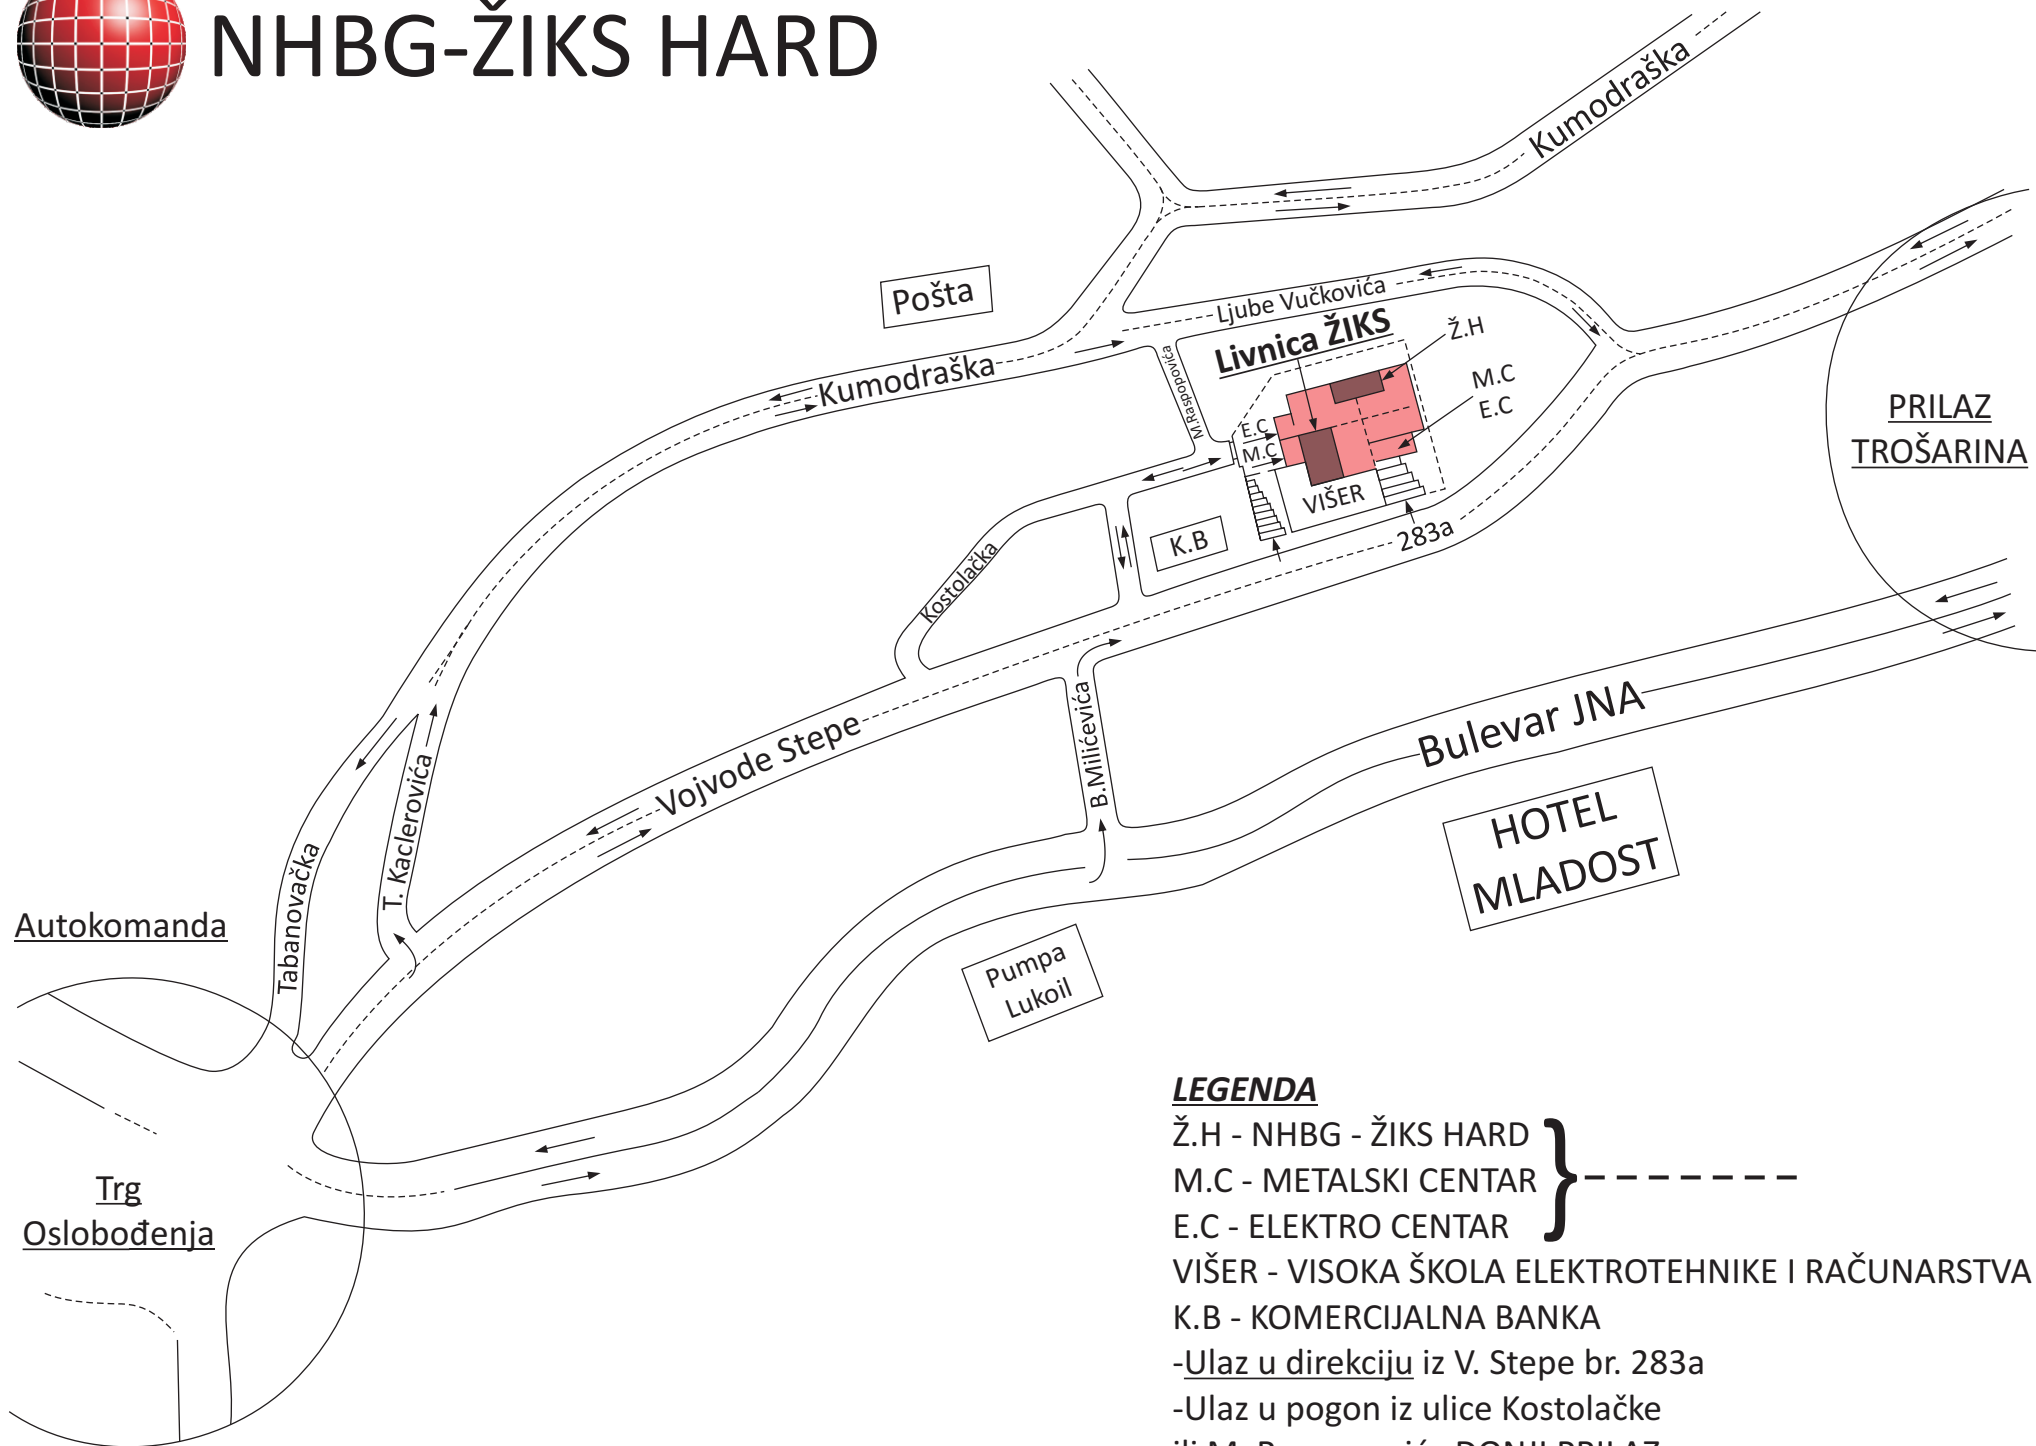 NHBG-ŽIKS HARD
Kumodraška
Pošta
Ljube Vučkovića
Livnica ŽIKS
Ž.H
Kumodraška
M.Raspopovića
M.C
E.C
E.C
M.C
PRILAZ
TROŠARINA
VIŠER
283a
K.B
Kostolačka
B.Milićevića
Bulevar JNA
Vojvode Stepe
HOTEL
MLADOST
T. Kaclerovića
Tabanovačka
Autokomanda
Pumpa
Lukoil
Trg
Oslobođenja
LEGENDA
Ž.H - NHBG - ŽIKS HARD
M.C - METALSKI CENTAR
E.C - ELEKTRO CENTAR
VIŠER - VISOKA ŠKOLA ELEKTROTEHNIKE I RAČUNARSTVA
K.B - KOMERCIJALNA BANKA
-Ulaz u direkciju iz V. Stepe br. 283a
-Ulaz u pogon iz ulice Kostolačke